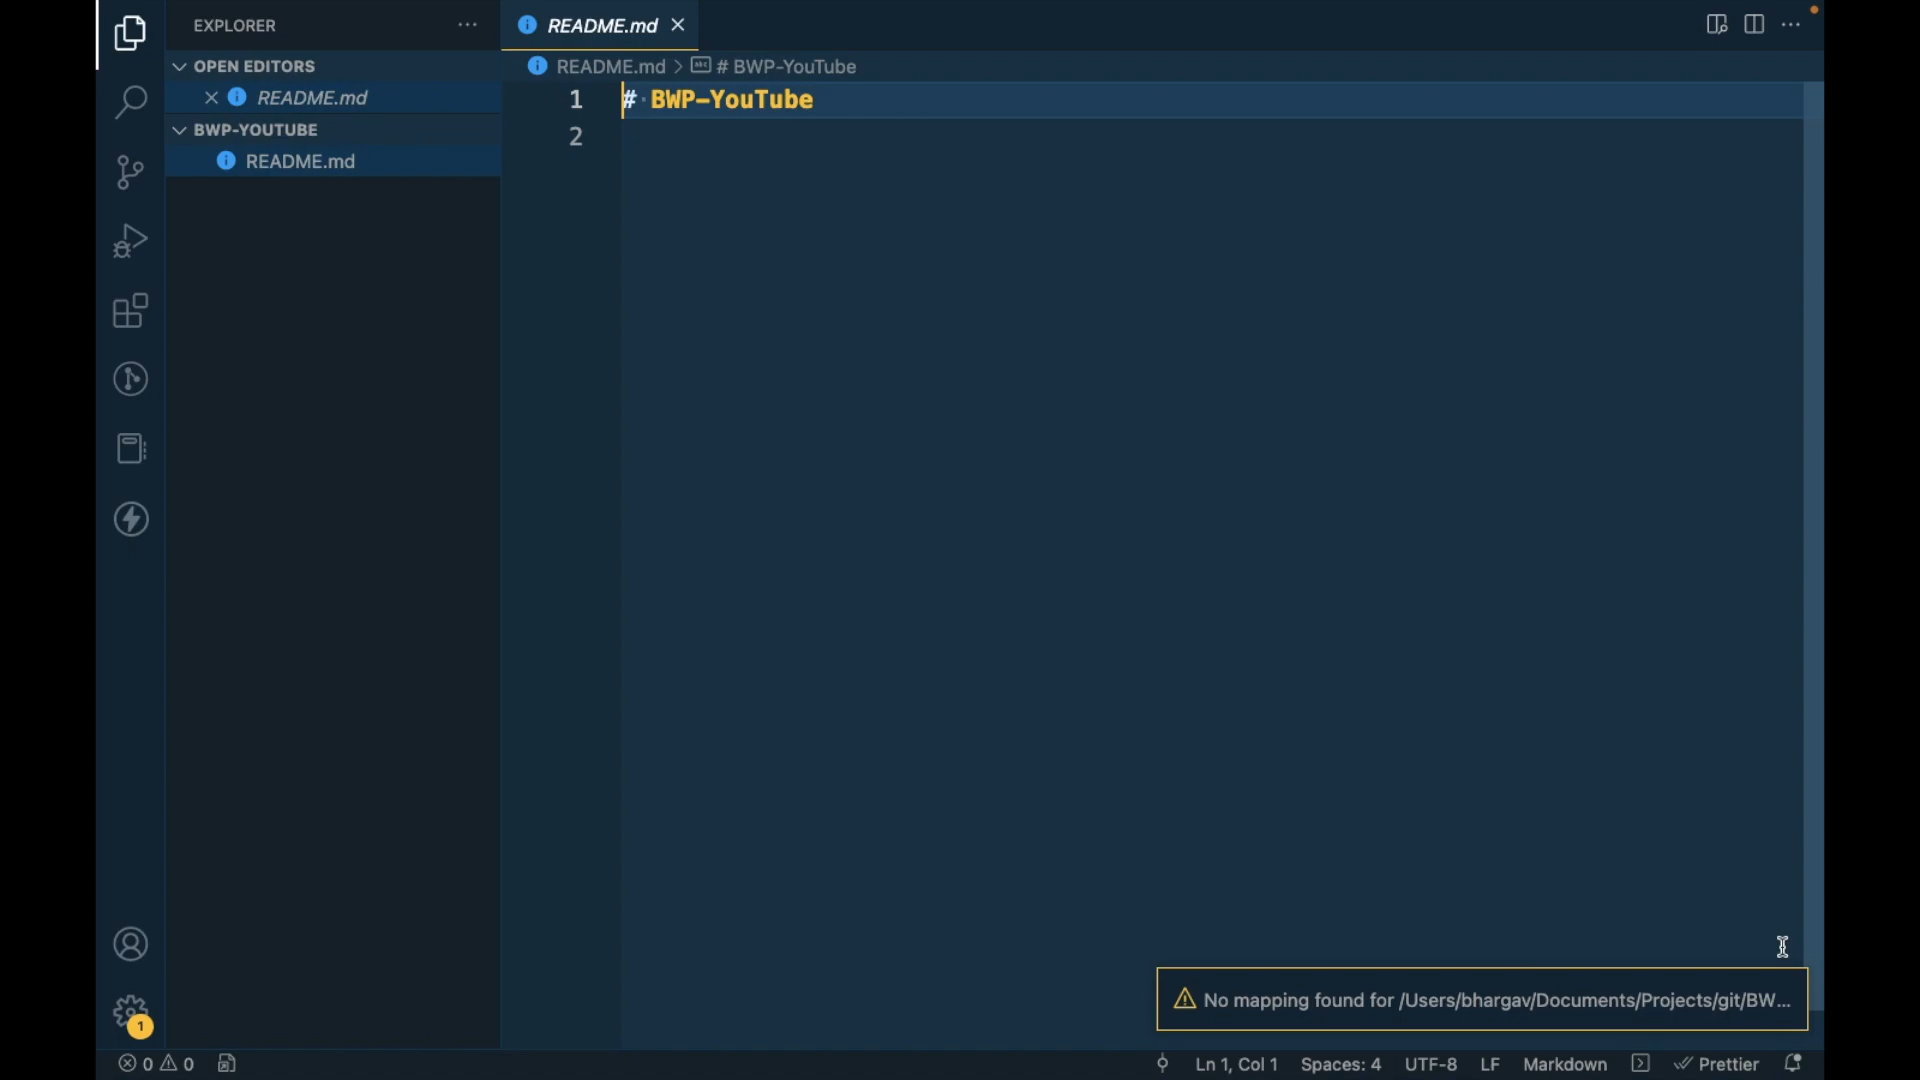 EXPLORER
README.md
OPEN EDITORS
README.md > # BWP-YouTube
README.md
1 # BWP-YouTube
BWP-YOUTUBE
2
README.md
No mapping found for /Users/bhargav/Documents/Projects/git/BW...
1
0 0 Ln 1, Col 1 Spaces: 4 UTF-8 LF Markdown Prettier